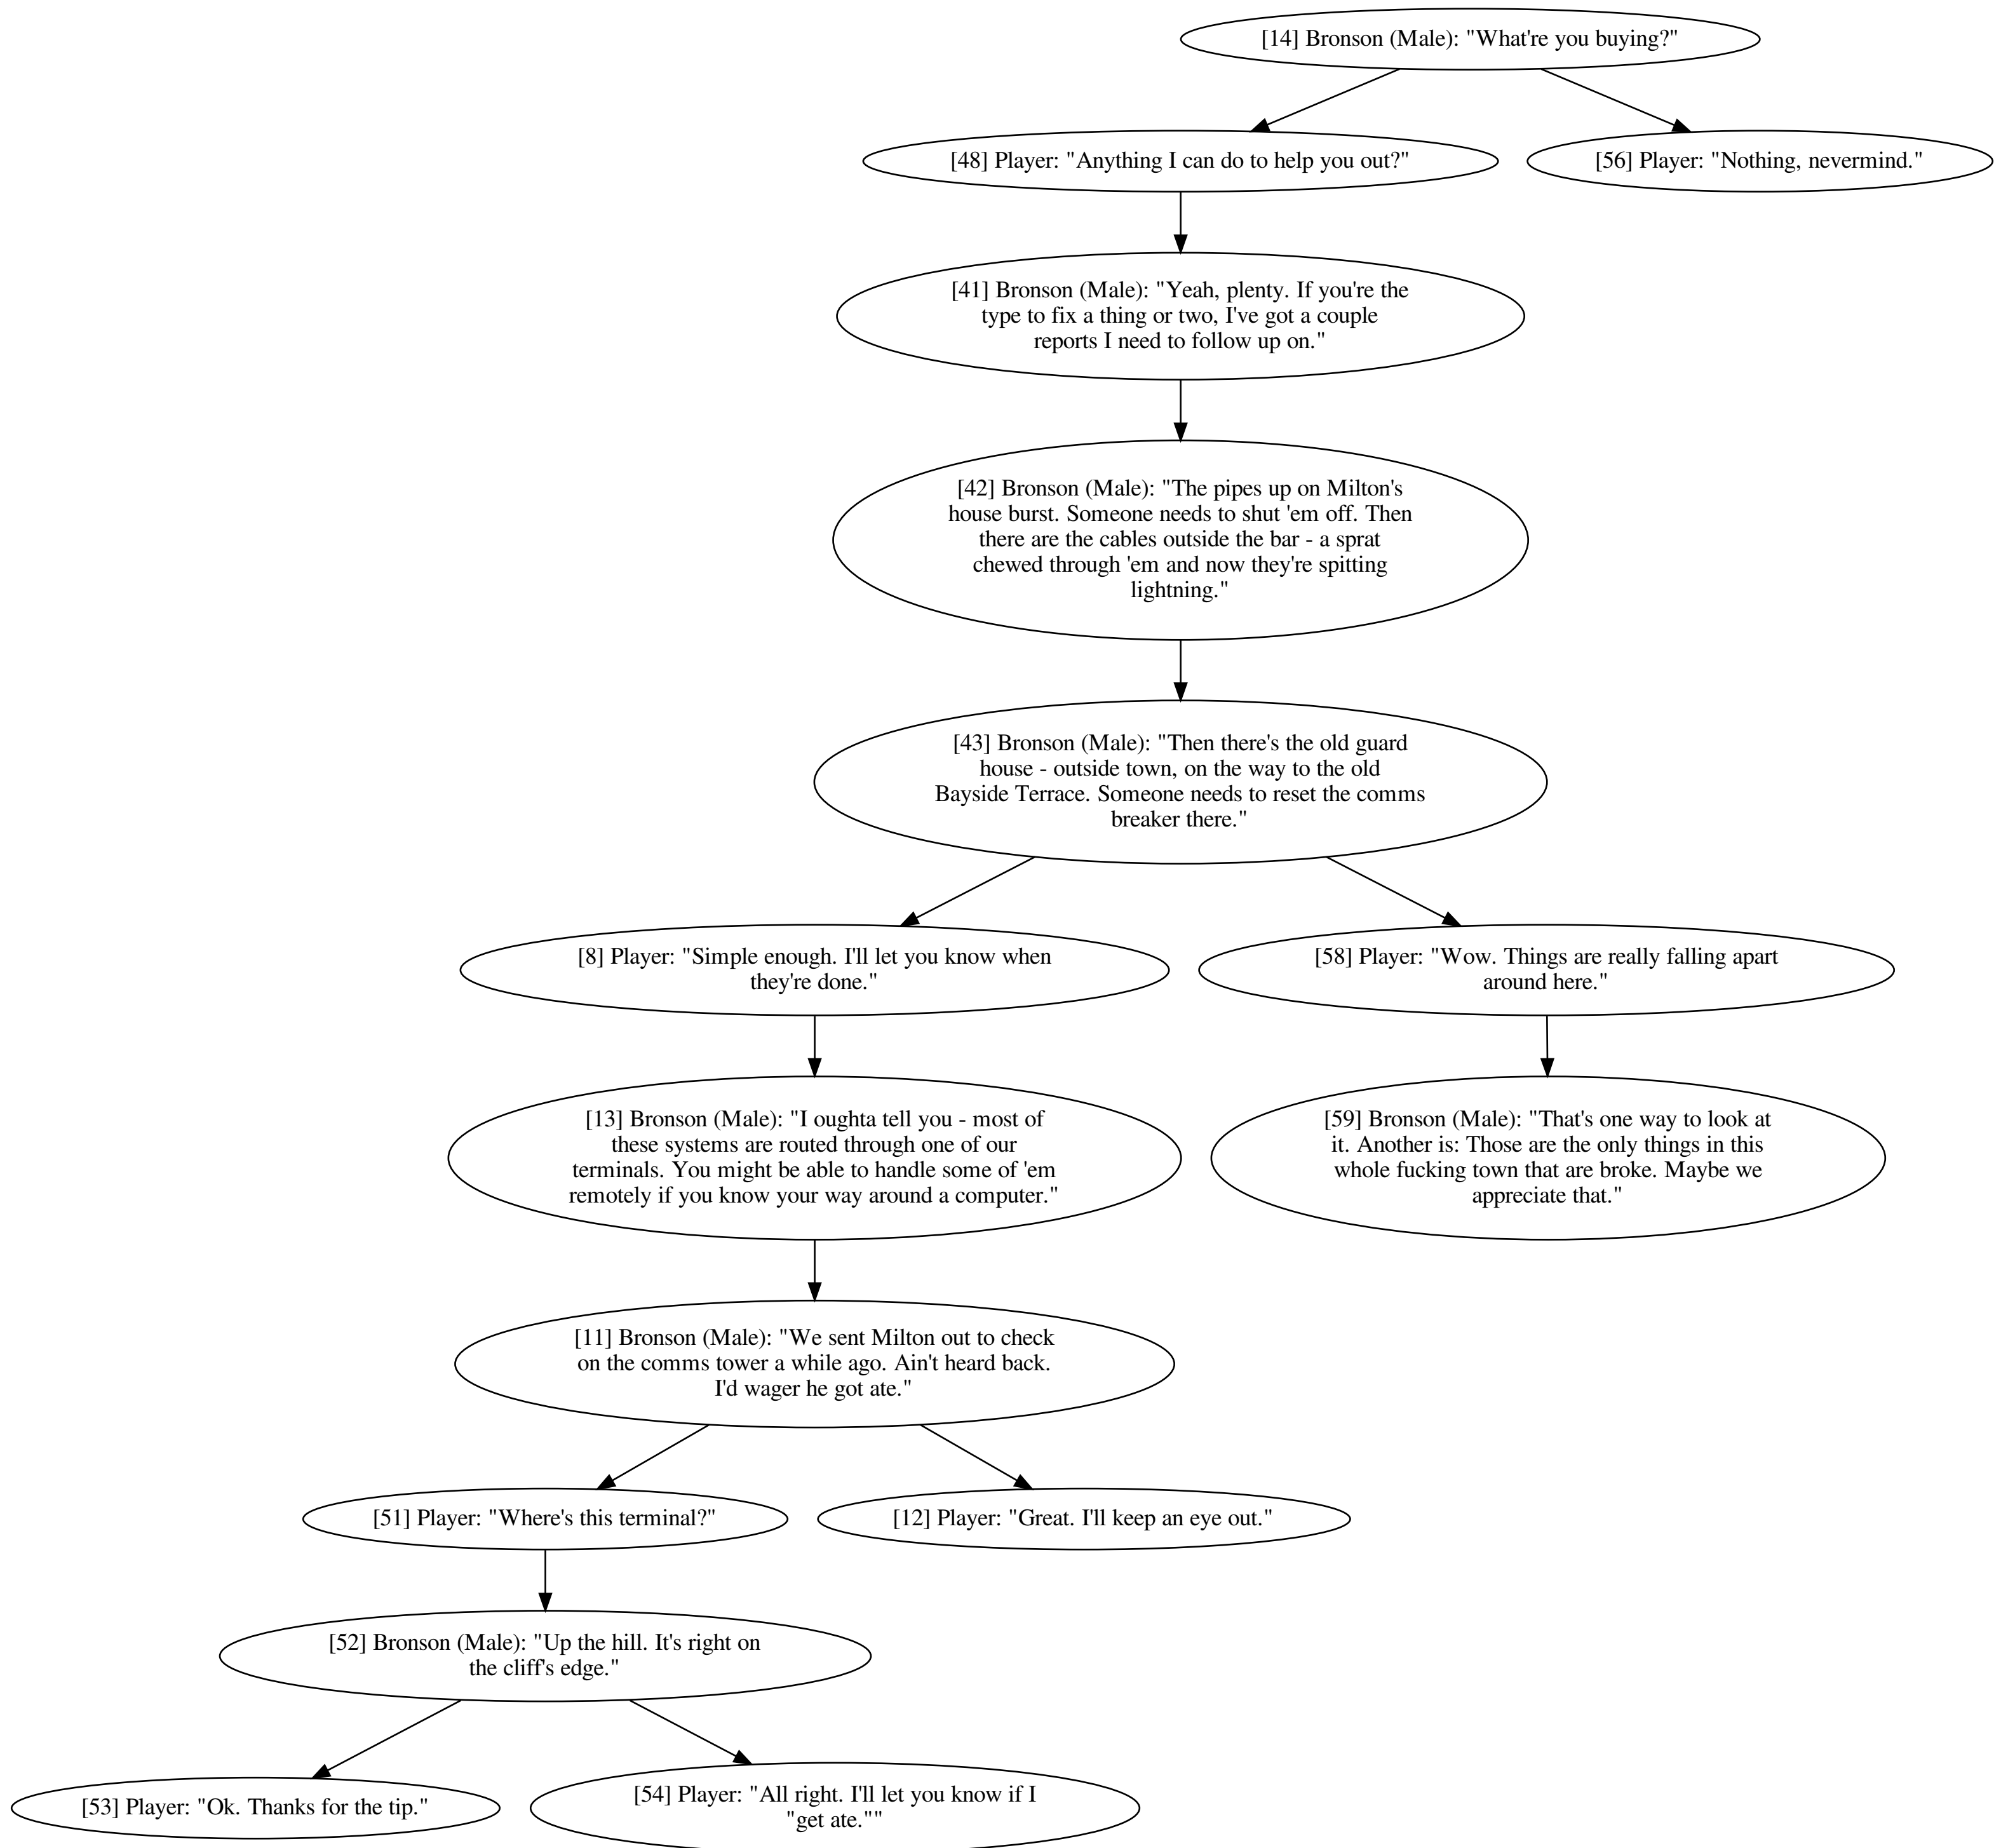 [14] Bronson (Male): "What're you buying?"
[48] Player: "Anything I can do to help you out?"
[56] Player: "Nothing, nevermind."
[41] Bronson (Male): "Yeah, plenty. If you're the
type to fix a thing or two, I've got a couple
reports I need to follow up on."
[42] Bronson (Male): "The pipes up on Milton's
house burst. Someone needs to shut 'em off. Then
there are the cables outside the bar - a sprat
chewed through 'em and now they're spitting
lightning."
[43] Bronson (Male): "Then there's the old guard
house - outside town, on the way to the old
Bayside Terrace. Someone needs to reset the comms
breaker there."
[8] Player: "Simple enough. I'll let you know when
they're done."
[58] Player: "Wow. Things are really falling apart
around here."
[13] Bronson (Male): "I oughta tell you - most of
these systems are routed through one of our
terminals. You might be able to handle some of 'em
remotely if you know your way around a computer."
[59] Bronson (Male): "That's one way to look at
it. Another is: Those are the only things in this
whole fucking town that are broke. Maybe we
appreciate that."
[11] Bronson (Male): "We sent Milton out to check
on the comms tower a while ago. Ain't heard back.
I'd wager he got ate."
[51] Player: "Where's this terminal?"
[12] Player: "Great. I'll keep an eye out."
[52] Bronson (Male): "Up the hill. It's right on
the cliff's edge."
[53] Player: "Ok. Thanks for the tip."
[54] Player: "All right. I'll let you know if I
"get ate.""